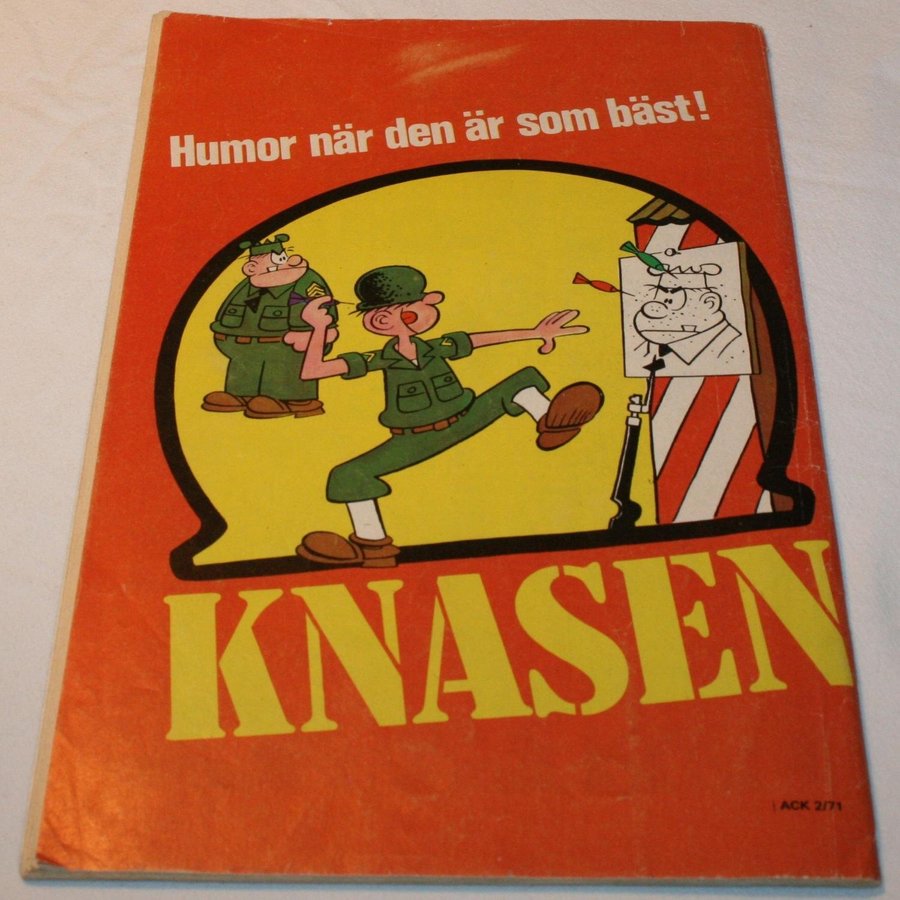 Humor när den är som bäst!
KNASEN
ACK 2/71